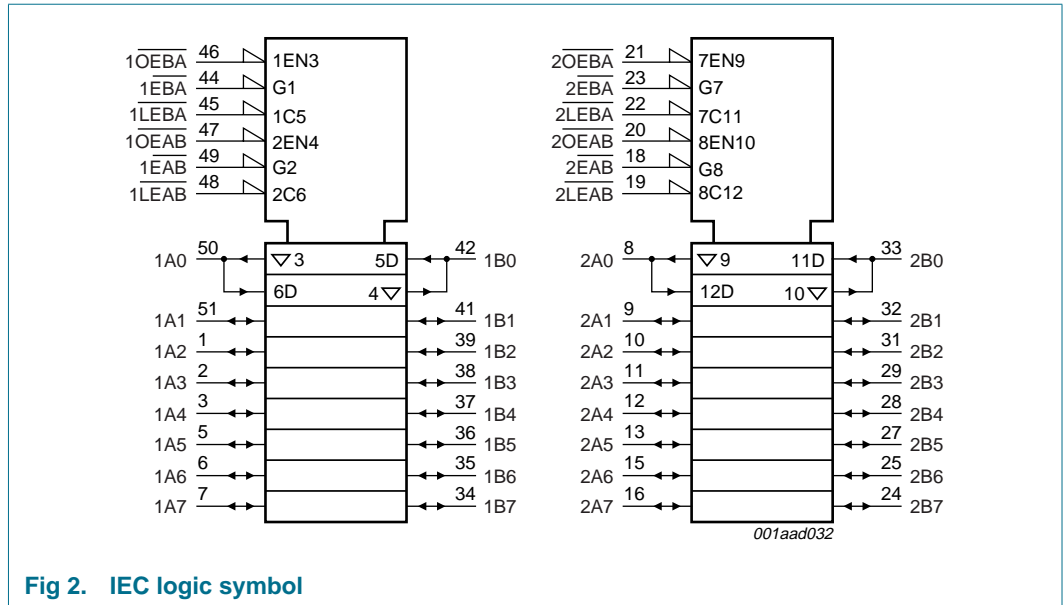 1OEBA 46 1EN3
1EBA 44 G1
1LEBA 45 1C5
1OEAB 47 2EN4
1EAB 49 G2
1LEAB 48 2C6
1A0 50 ▽3 5D 42 1B0
6D 4▽
1A1 51 41 1B1
1A2 1 39 1B2
1A3 2 38 1B3
1A4 3 37 1B4
1A5 5 36 1B5
1A6 6 35 1B6
1A7 7 34 1B7
2OEBA 21 7EN9
2EBA 23 G7
2LEBA 22 7C11
2OEAB 20 8EN10
2EAB 18 G8
2LEAB 19 8C12
2A0 8 ▽9 11D 33 2B0
12D 10▽
2A1 9 32 2B1
2A2 10 31 2B2
2A3 11 29 2B3
2A4 12 28 2B4
2A5 13 27 2B5
2A6 15 25 2B6
2A7 16 24 2B7
001aad032
Fig 2. IEC logic symbol